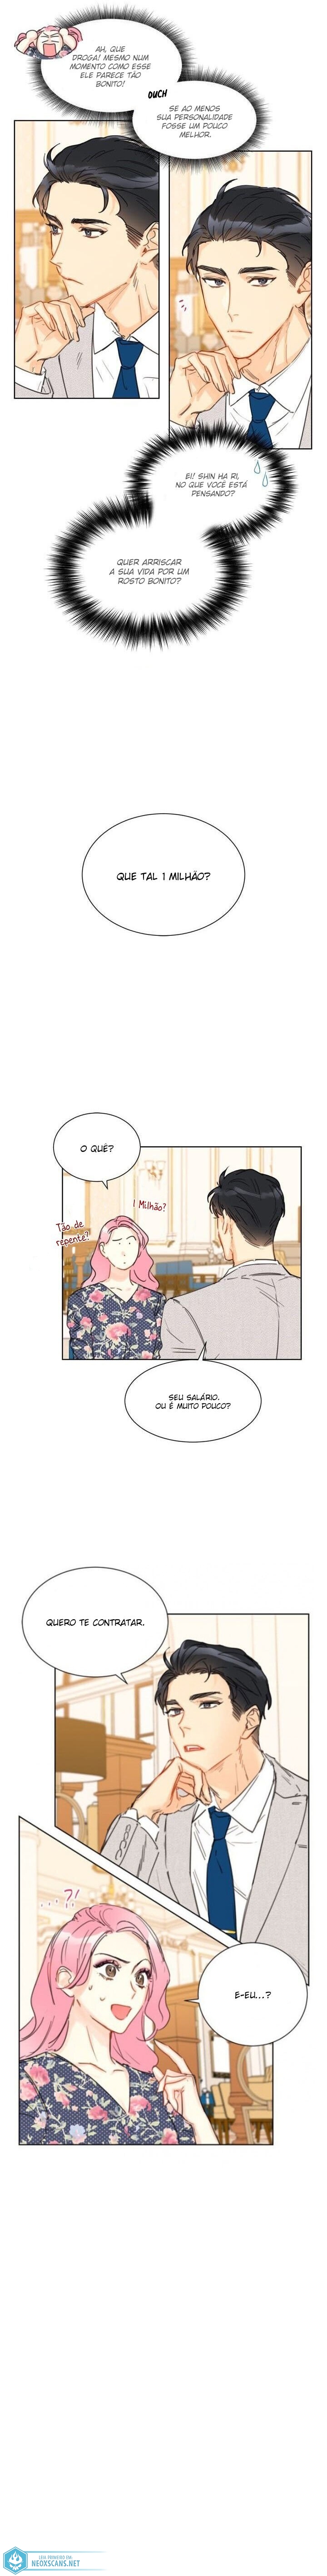 AH, QUE
DROGA! MESMO NUM
MOMENTO COMO ESSE
ELE PARECE TÃO
BONITO!
OUCH
SE AO MENOS
SUA PERSONALIDADE
FOSSE UM POUCO
MELHOR.
EI! SHIN HA RI,
NO QUE VOCÊ ESTÁ
PENSANDO?
QUER ARRISCAR
A SUA VIDA POR UM
ROSTO BONITO?
QUE TAL 1 MILHÃO?
O QUÊ?
1 Milhão?
Tão de
repente?
SEU SALÁRIO.
OU É MUITO POUCO?
QUERO TE CONTRATAR.
...?!
E-EU...?
LEIA PRIMEIRO EM:
NEOXSCANS.NET